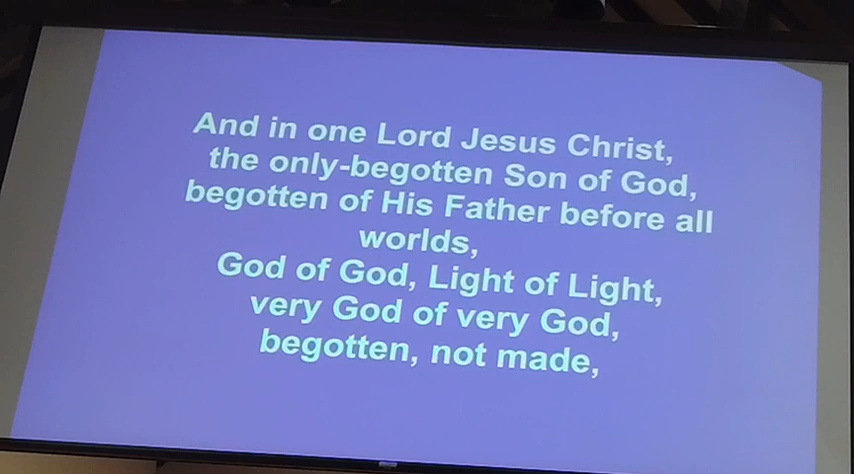 And in one Lord Jesus Christ,
the only-begotten Son of God,
begotten of His Father before all
worlds,
God of God, Light of Light,
very God of very God,
begotten, not made,